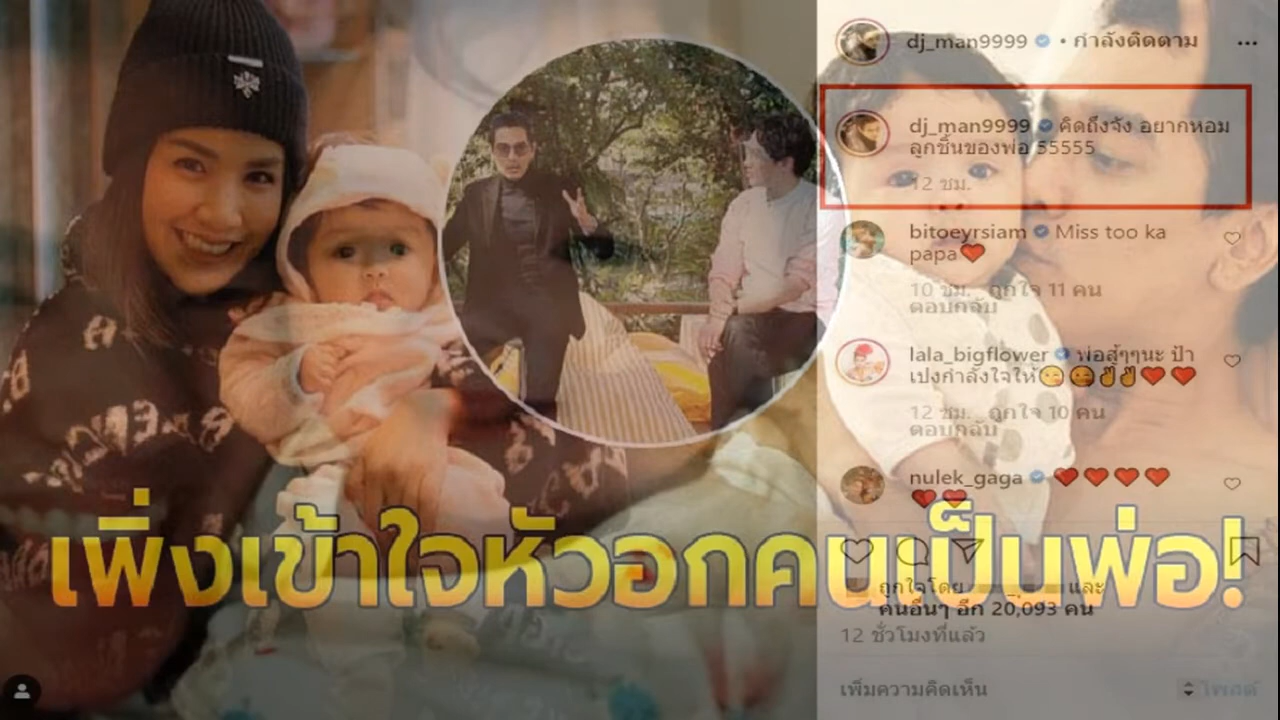 dj_man9999 • กำลังติดตาม
dj_man9999 คิดถึงจัง อยากหอม
ลูกชิ้นของพ่อ 55555
12 ชม.
bitoeyrsiam Miss too ka
papa❤️
10 ชม. ถูกใจ 11 คน
ตอบกลับ
lala_bigflower พ่อสู้ๆๆนะ ป้า
เปงกำลังใจให้😘😋✌️✌️❤️❤️
12 ชม. ถูกใจ 10 คน
ตอบกลับ
nulek_gaga ❤️❤️❤️❤️
❤️❤️
เพิ่งเข้าใจหัวอกคนเป็นพ่อ!
ถูกใจโดย และ
คนอื่นๆ อีก 20,093 คน
12 ชั่วโมงที่แล้ว
เพิ่มความคิดเห็น
โพสต์